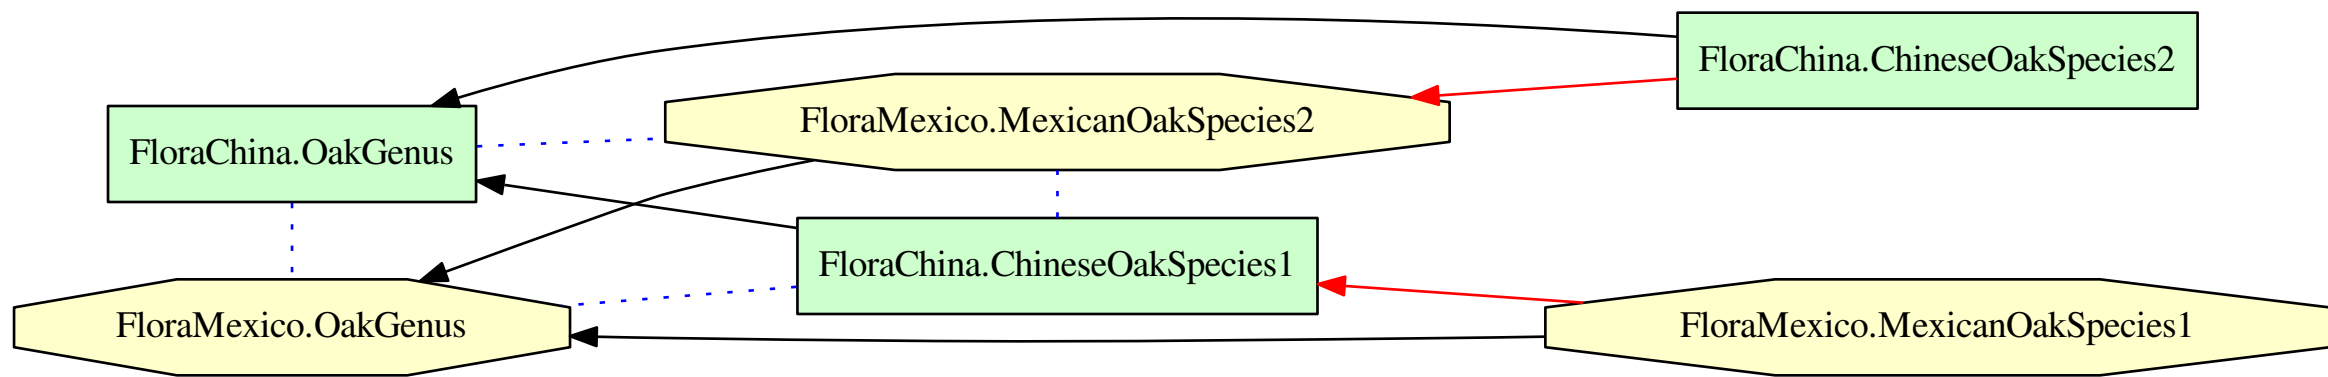 FloraChina.ChineseOakSpecies2
FloraMexico.MexicanOakSpecies2
FloraChina.OakGenus
FloraChina.ChineseOakSpecies1
FloraMexico.OakGenus
FloraMexico.MexicanOakSpecies1